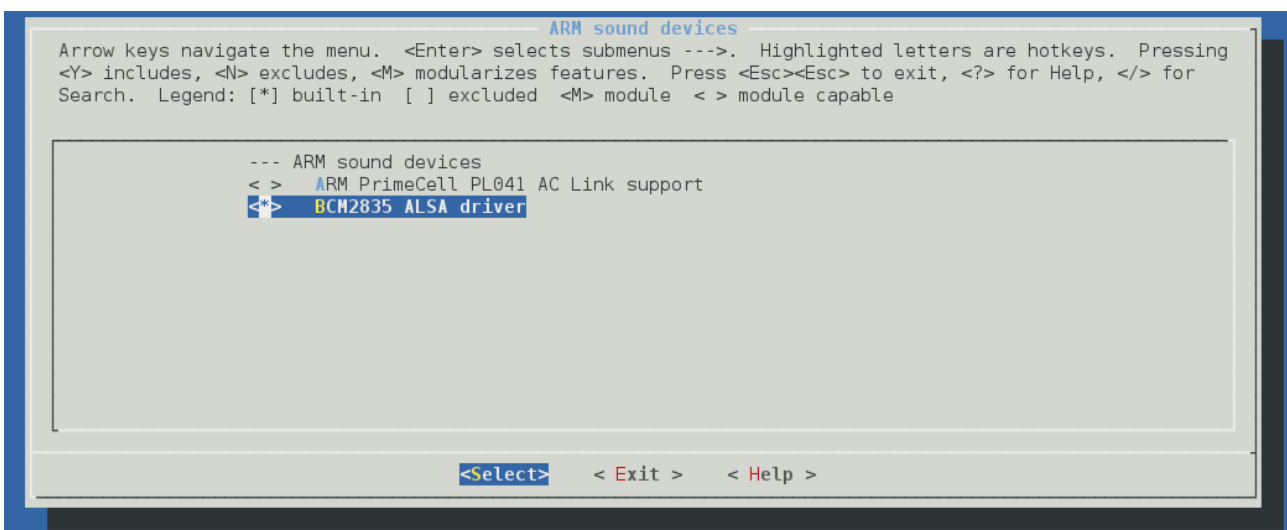 ARM sound devices
Arrow keys navigate the menu.  <Enter> selects submenus --->.  Highlighted letters are hotkeys.  Pressing
<Y> includes, <N> excludes, <M> modularizes features.  Press <Esc><Esc> to exit, <?> for Help, </> for
Search.  Legend: [*] built-in  [ ] excluded  <M> module  < > module capable
--- ARM sound devices
< >   ARM PrimeCell PL041 AC Link support
<*>   BCM2835 ALSA driver
<Select>    < Exit >    < Help >